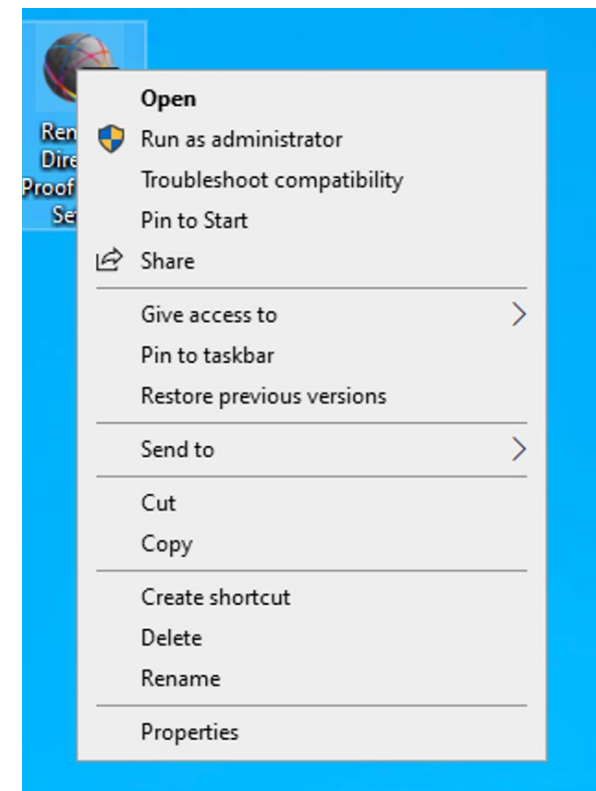 Proof
Open
Run as administrator
Troubleshoot compatibility
Pin to Start
Share
Give access to
Pin to taskbar
Restore previous versions
Send to
Cut
Copy
Create shortcut
Delete
Rename
Properties